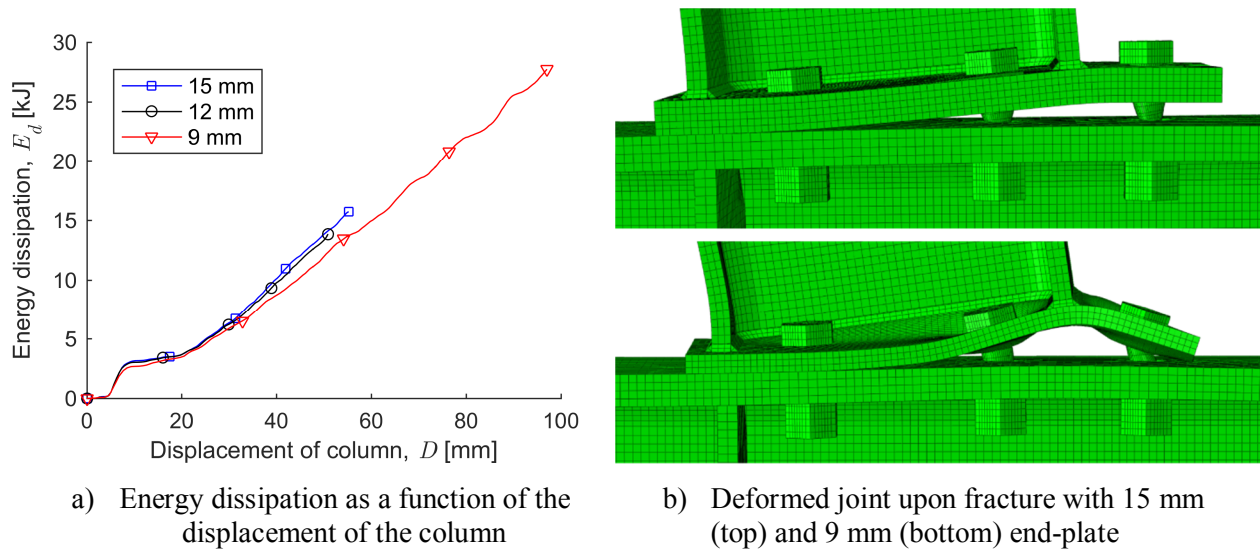 30
25
20
15
10
5
0
Energy dissipation, E_d [kJ]
15 mm
12 mm
9 mm
0 20 40 60 80 100
Displacement of column, D [mm]
a) Energy dissipation as a function of the
displacement of the column
b) Deformed joint upon fracture with 15 mm
(top) and 9 mm (bottom) end-plate